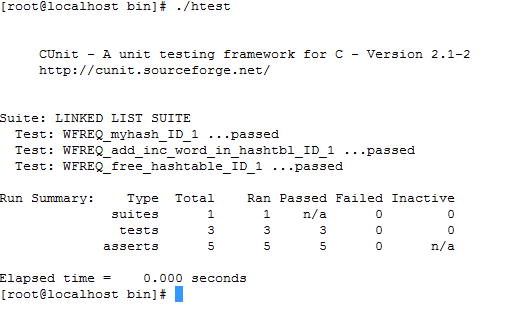 [root@localhost bin]# ./htest
CUnit - A unit testing framework for C - Version 2.1-2
http://cunit.sourceforge.net/
Suite: LINKED LIST SUITE
Test: WFREQ_myhash_ID_1 ...passed
Test: WFREQ_add_inc_word_in_hashtbl_ID_1 ...passed
Test: WFREQ_free_hashtable_ID_1 ...passed
Run Summary: Type Total Ran Passed Failed Inactive
suites 1 1 n/a 0 0
tests 3 3 3 0 0
asserts 5 5 5 0 n/a
Elapsed time = 0.000 seconds
[root@localhost bin]#